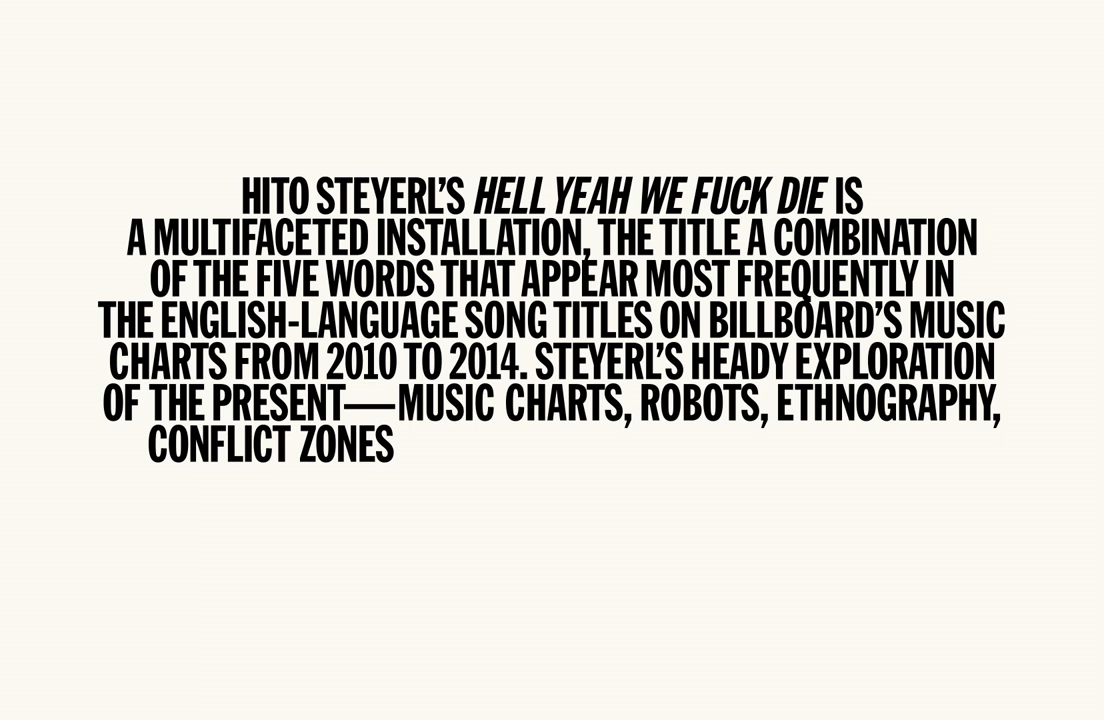 HITO STEYERL’S HELL YEAH WE FUCK DIE IS
A MULTIFACETED INSTALLATION, THE TITLE A COMBINATION
OF THE FIVE WORDS THAT APPEAR MOST FREQUENTLY IN
THE ENGLISH-LANGUAGE SONG TITLES ON BILLBOARD’S MUSIC
CHARTS FROM 2010 TO 2014. STEYERL’S HEADY EXPLORATION
OF THE PRESENT—MUSIC CHARTS, ROBOTS, ETHNOGRAPHY,
CONFLICT ZONES